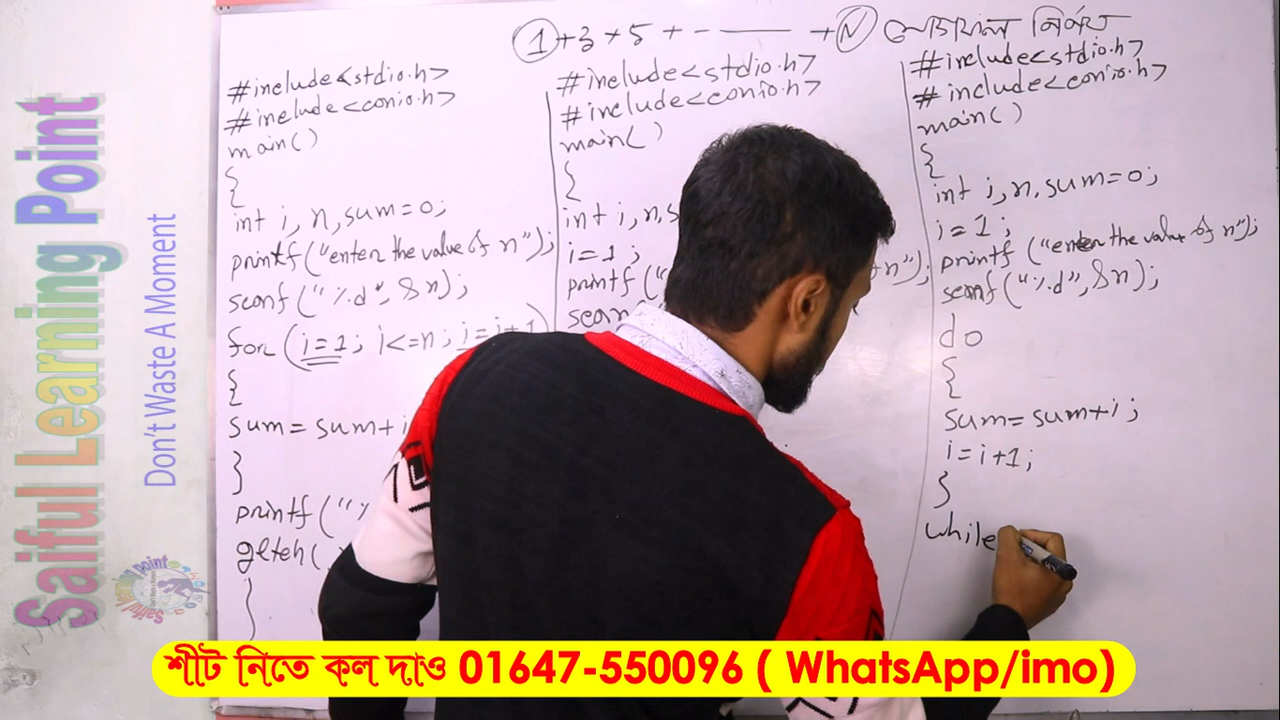 Saiful Learning Point
Don't Waste A Moment
1+3+5+-——+N
#include<stdio.h>
#include<conio.h>
main()
{
int i, n, sum=0;
printf("enter the value of n");
scanf("%d", &n);
for (i=1; i<=n; i=i+1)
{
sum = sum+i
}
printf("%
getch(
}
#include<stdio.h>
#include<conio.h>
main()
{
int i, n, s
i=1;
printf("
n");
scan
#include<stdio.h>
#include<conio.h>
main()
{
int i, n, sum=0;
i=1;
printf("enter the value of n");
scanf("%d", &n);
do
{
sum=sum+i;
i=i+1;
}
while
শীট নিতে কল দাও 01647-550096 ( WhatsApp/imo)